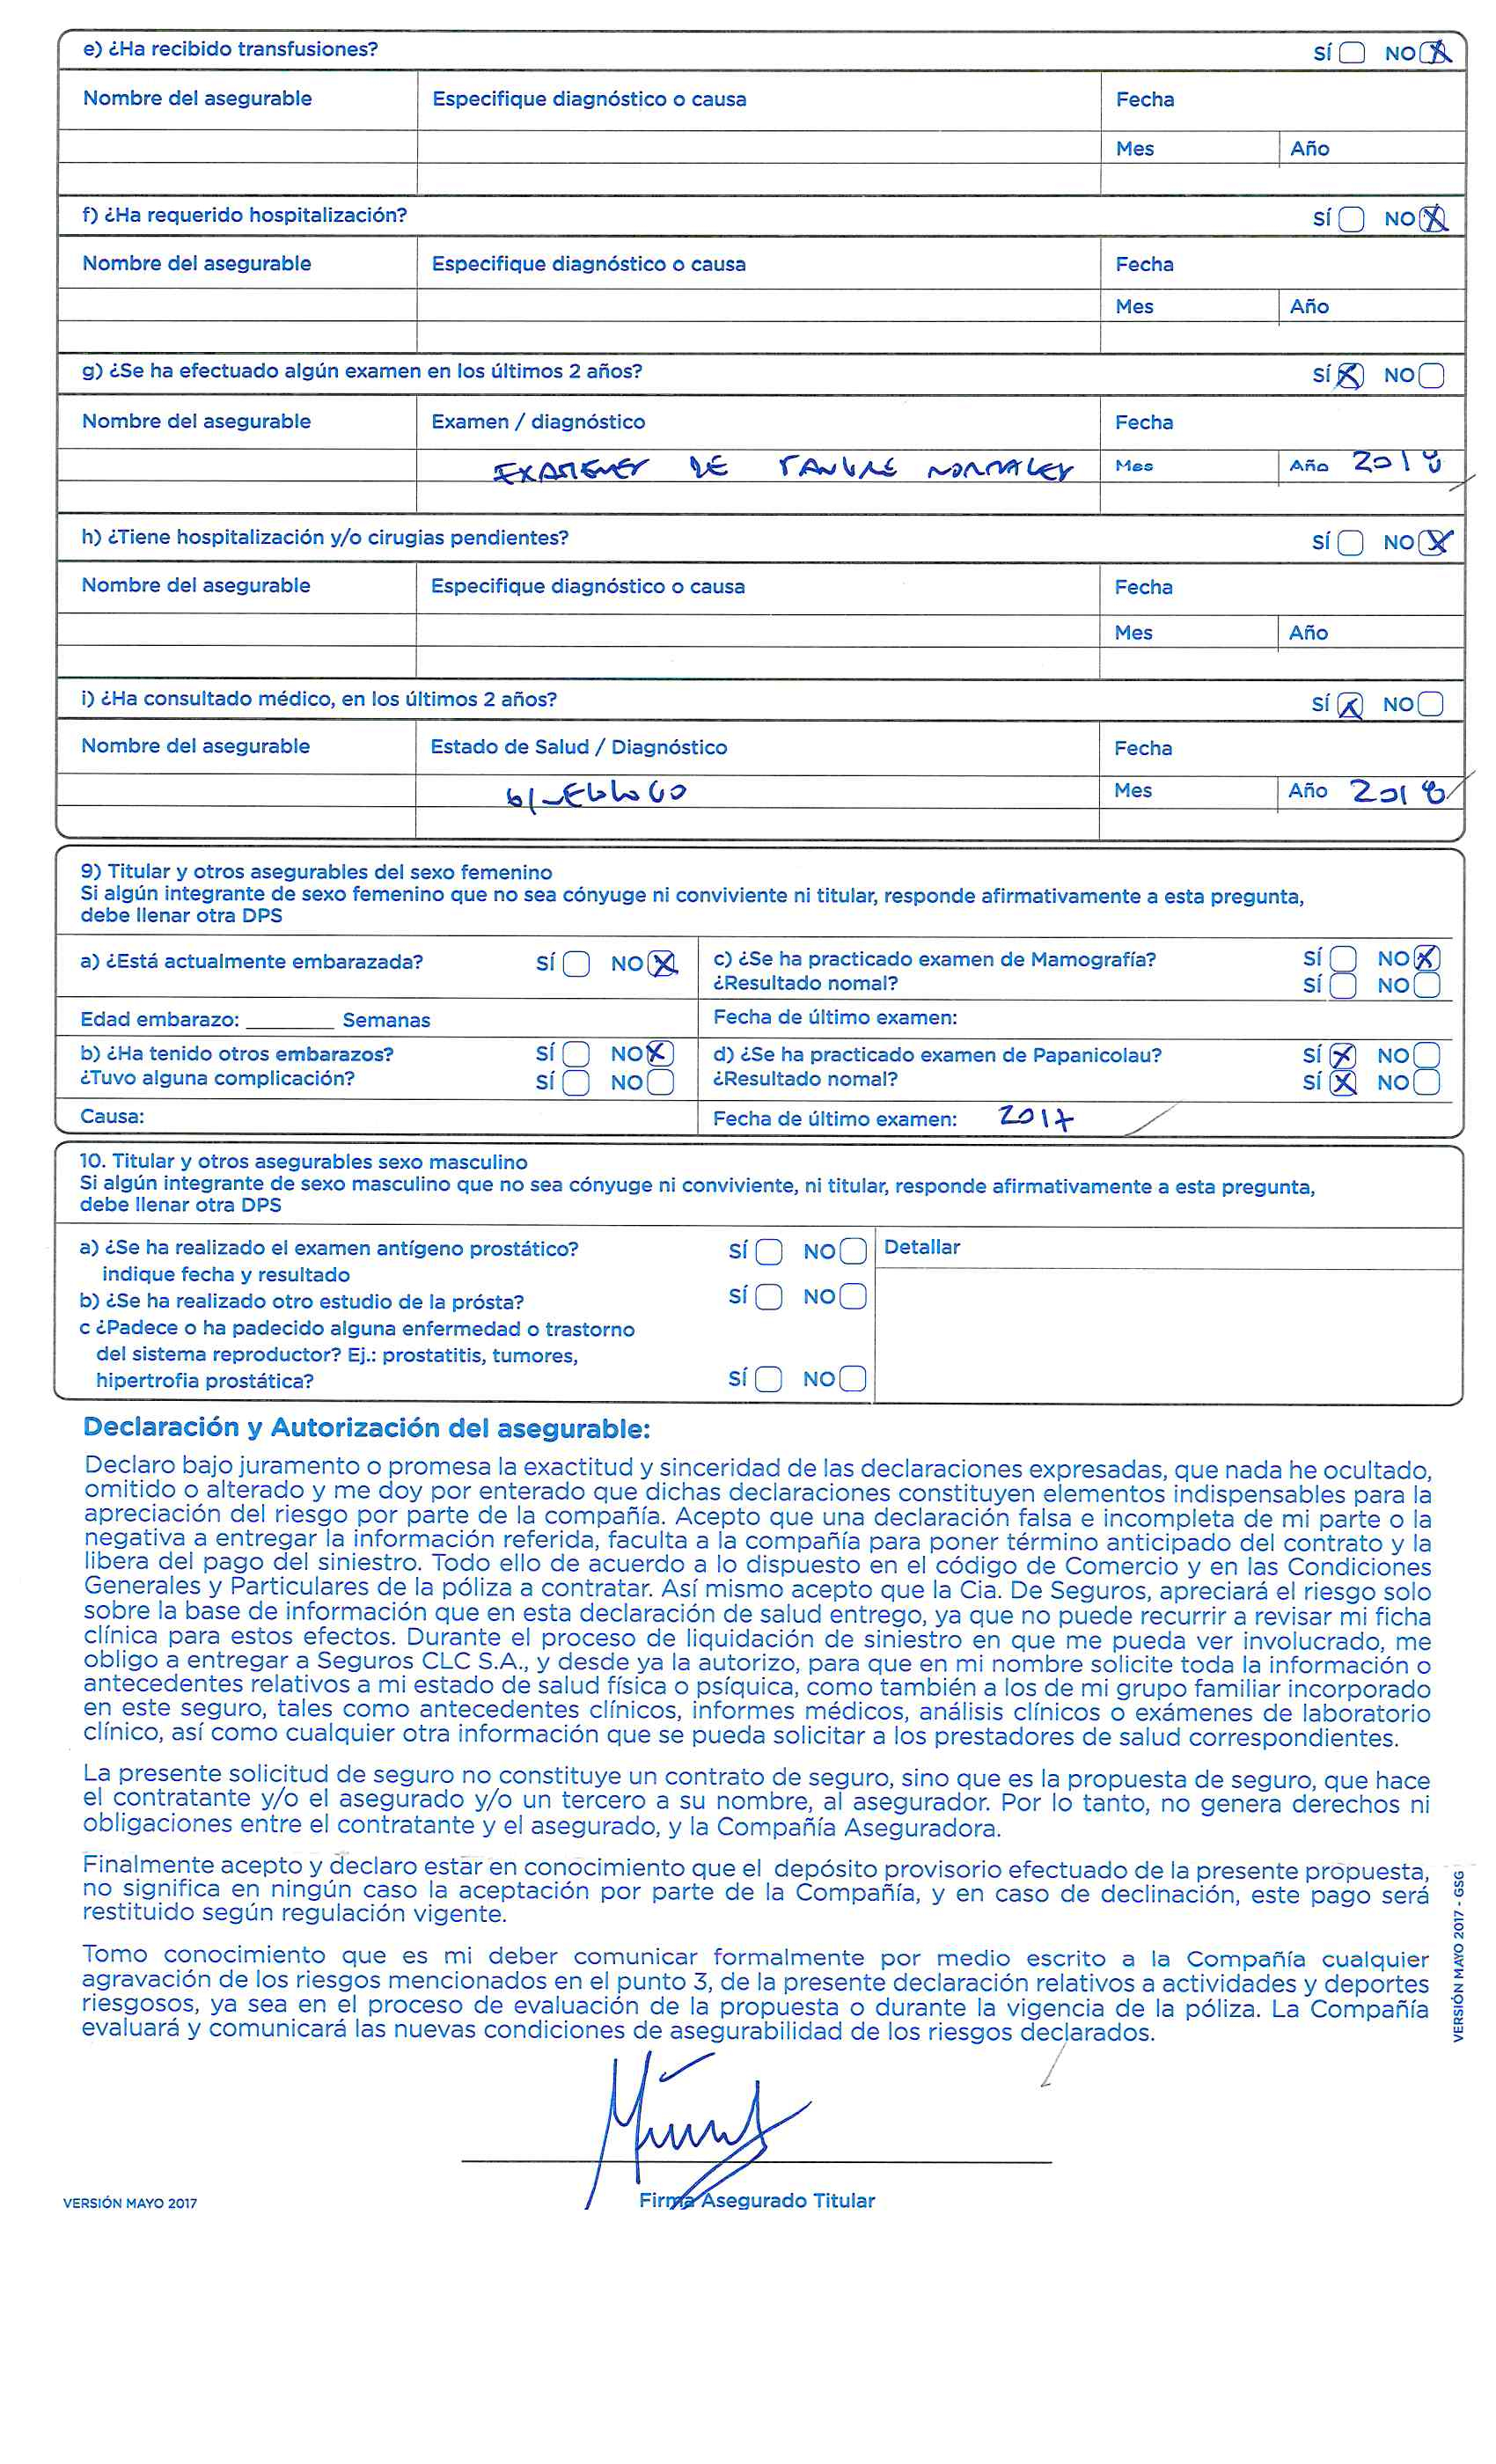 e) ¿Ha recibido transfusiones? SÍ NO X
Nombre del asegurable Especifique diagnóstico o causa Fecha
Mes Año
f) ¿Ha requerido hospitalización? SÍ NO X
Nombre del asegurable Especifique diagnóstico o causa Fecha
Mes Año
g) ¿Se ha efectuado algún examen en los últimos 2 años? SÍ X NO
Nombre del asegurable Examen / diagnóstico Fecha
EXAMENES DE SANGRE NORMALES Mes Año 2018
h) ¿Tiene hospitalización y/o cirugias pendientes? SÍ NO X
Nombre del asegurable Especifique diagnóstico o causa Fecha
Mes Año
i) ¿Ha consultado médico, en los últimos 2 años? SÍ X NO
Nombre del asegurable Estado de Salud / Diagnóstico Fecha
Mes Año 2018
9) Titular y otros asegurables del sexo femenino
Si algún integrante de sexo femenino que no sea cónyuge ni conviviente ni titular, responde afirmativamente a esta pregunta,
debe llenar otra DPS
a) ¿Está actualmente embarazada? SÍ NO X c) ¿Se ha practicado examen de Mamografía? SÍ NO X
¿Resultado nomal? SÍ NO
Edad embarazo: ________ Semanas Fecha de último examen:
b) ¿Ha tenido otros embarazos? SÍ NO X d) ¿Se ha practicado examen de Papanicolau? SÍ X NO
¿Tuvo alguna complicación? SÍ NO ¿Resultado nomal? SÍ X NO
Causa: Fecha de último examen: 2017
10. Titular y otros asegurables sexo masculino
Si algún integrante de sexo masculino que no sea cónyuge ni conviviente, ni titular, responde afirmativamente a esta pregunta,
debe llenar otra DPS
a) ¿Se ha realizado el examen antígeno prostático? SÍ NO Detallar
indique fecha y resultado
b) ¿Se ha realizado otro estudio de la prósta? SÍ NO
c ¿Padece o ha padecido alguna enfermedad o trastorno
del sistema reproductor? Ej.: prostatitis, tumores,
hipertrofia prostática? SÍ NO
Declaración y Autorización del asegurable:
Declaro bajo juramento o promesa la exactitud y sinceridad de las declaraciones expresadas, que nada he ocultado,
omitido o alterado y me doy por enterado que dichas declaraciones constituyen elementos indispensables para la
apreciación del riesgo por parte de la compañía. Acepto que una declaración falsa e incompleta de mi parte o la
negativa a entregar la información referida, faculta a la compañía para poner término anticipado del contrato y la
libera del pago del siniestro. Todo ello de acuerdo a lo dispuesto en el código de Comercio y en las Condiciones
Generales y Particulares de la póliza a contratar. Así mismo acepto que la Cia. De Seguros, apreciará el riesgo solo
sobre la base de información que en esta declaración de salud entrego, ya que no puede recurrir a revisar mi ficha
clínica para estos efectos. Durante el proceso de liquidación de siniestro en que me pueda ver involucrado, me
obligo a entregar a Seguros CLC S.A., y desde ya la autorizo, para que en mi nombre solicite toda la información o
antecedentes relativos a mi estado de salud física o psíquica, como también a los de mi grupo familiar incorporado
en este seguro, tales como antecedentes clínicos, informes médicos, análisis clínicos o exámenes de laboratorio
clínico, así como cualquier otra información que se pueda solicitar a los prestadores de salud correspondientes.
La presente solicitud de seguro no constituye un contrato de seguro, sino que es la propuesta de seguro, que hace
el contratante y/o el asegurado y/o un tercero a su nombre, al asegurador. Por lo tanto, no genera derechos ni
obligaciones entre el contratante y el asegurado, y la Compañía Aseguradora.
Finalmente acepto y declaro estar en conocimiento que el depósito provisorio efectuado de la presente propuesta,
no significa en ningún caso la aceptación por parte de la Compañía, y en caso de declinación, este pago será
restituido según regulación vigente.
Tomo conocimiento que es mi deber comunicar formalmente por medio escrito a la Compañía cualquier
agravación de los riesgos mencionados en el punto 3, de la presente declaración relativos a actividades y deportes
riesgosos, ya sea en el proceso de evaluación de la propuesta o durante la vigencia de la póliza. La Compañía
evaluará y comunicará las nuevas condiciones de asegurabilidad de los riesgos declarados.
VERSIÓN MAYO 2017 - GSG
Firma Asegurado Titular
VERSIÓN MAYO 2017